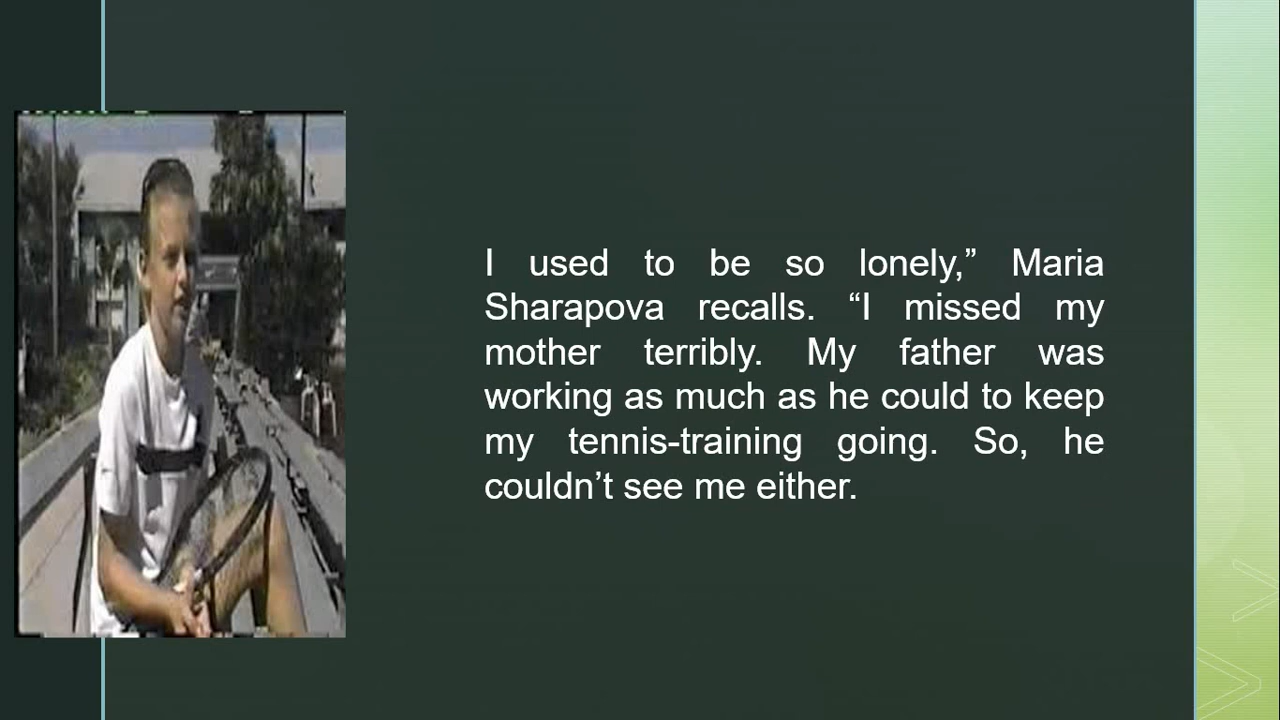 I used to be so lonely,” Maria
Sharapova recalls. “I missed my
mother terribly. My father was
working as much as he could to keep
my tennis-training going. So, he
couldn’t see me either.